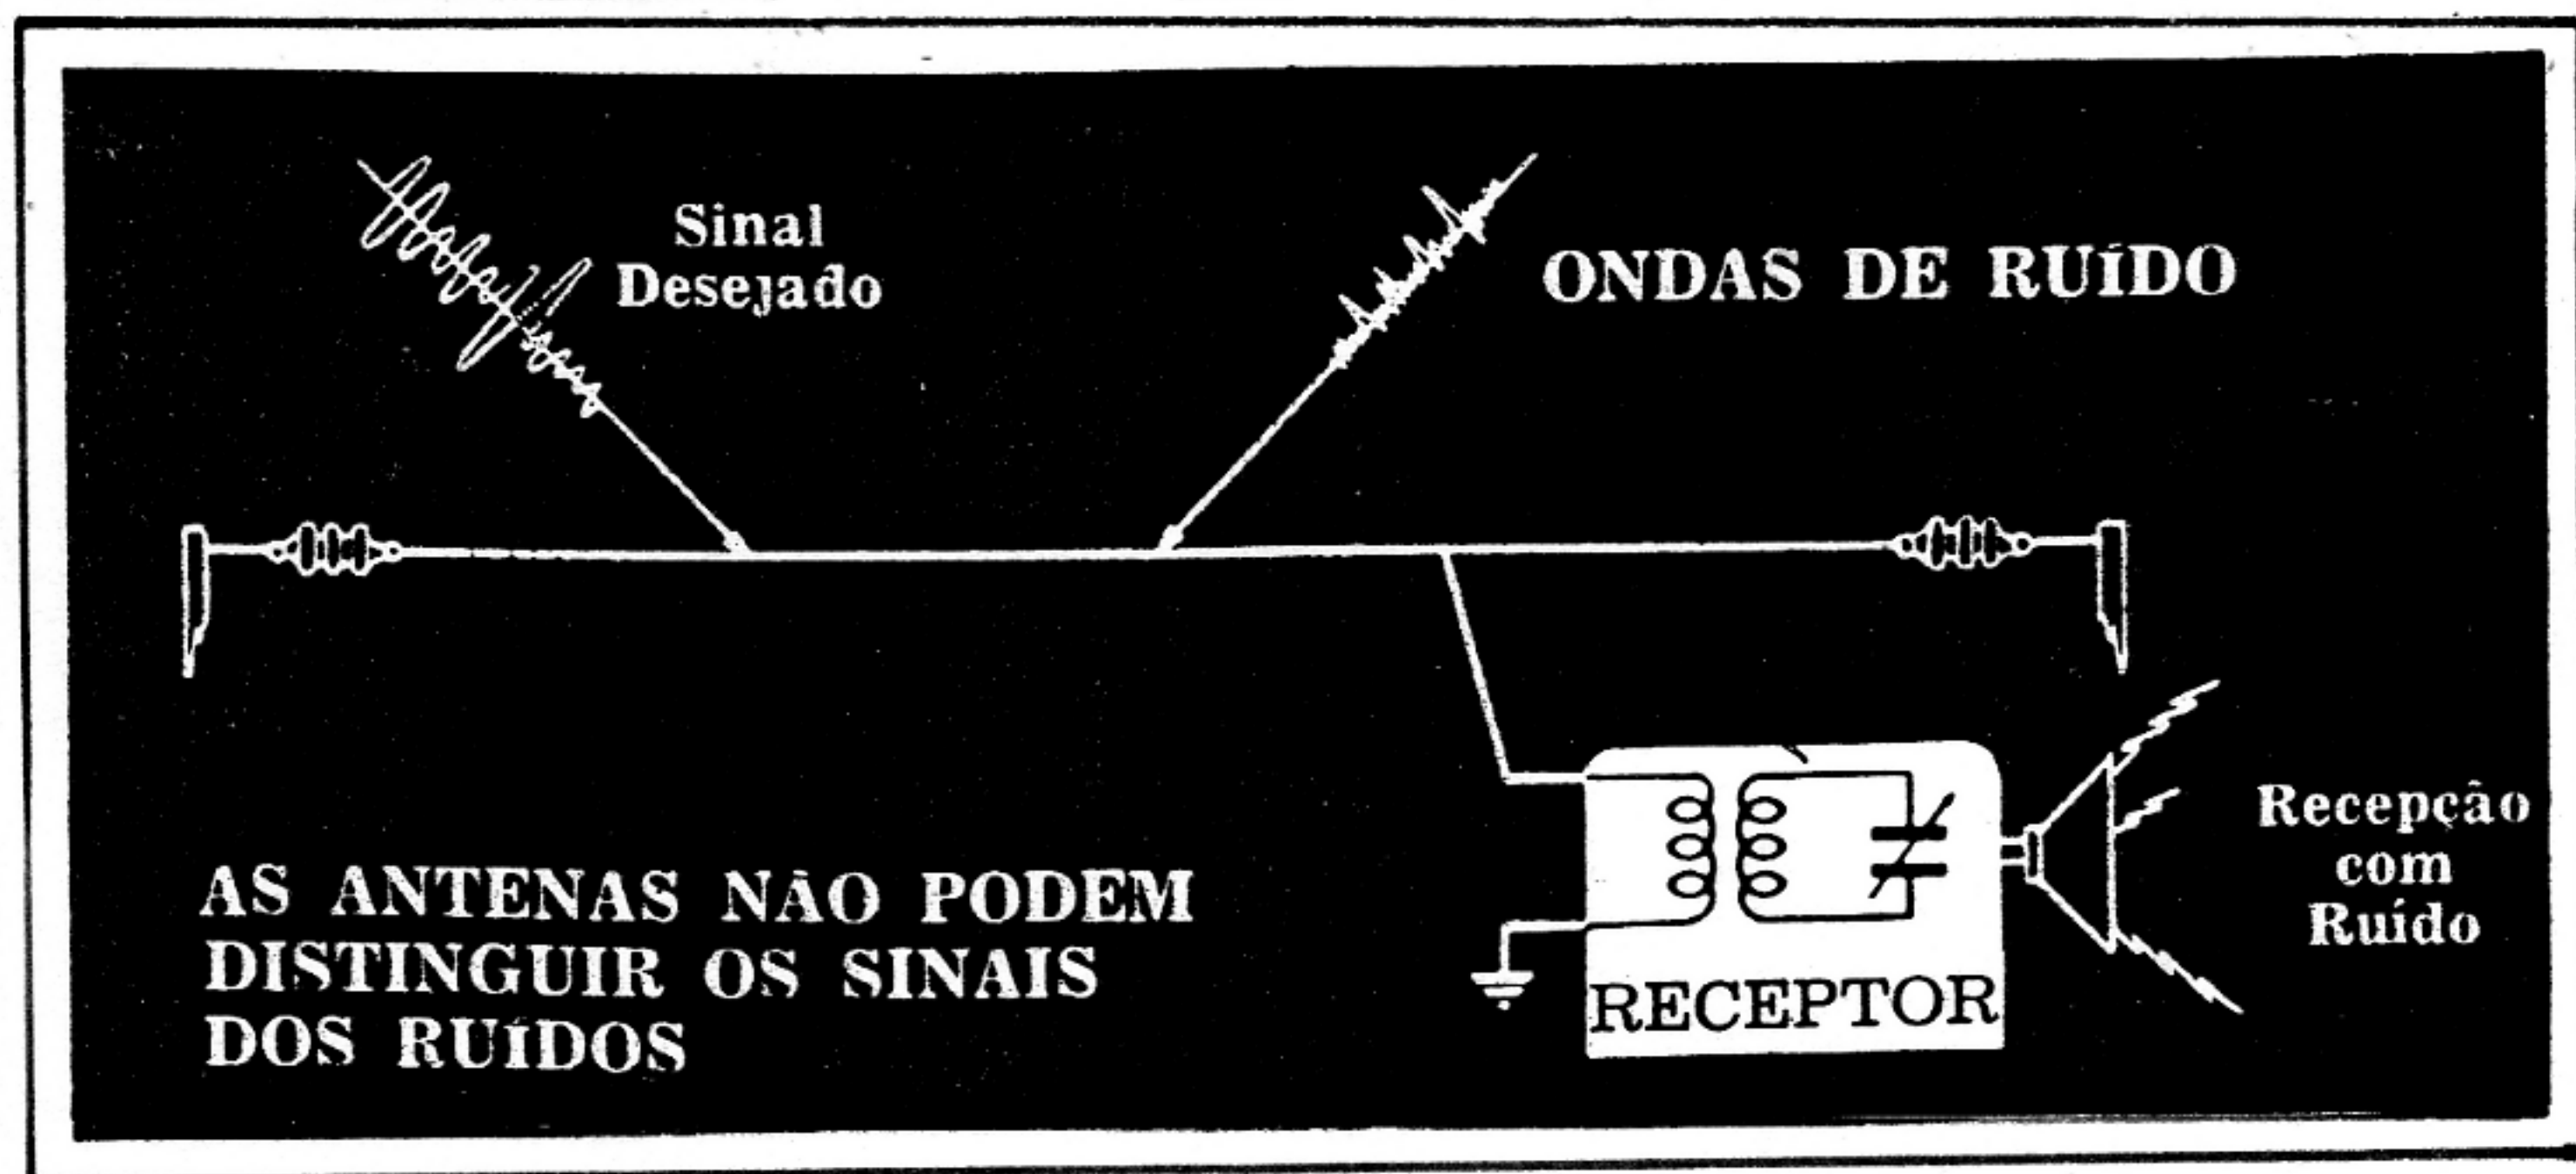 Sinal
Desejado
ONDAS DE RUÍDO
AS ANTENAS NÃO PODEM
DISTINGUIR OS SINAIS
DOS RUÍDOS
RECEPTOR
Recepção
com
Ruído